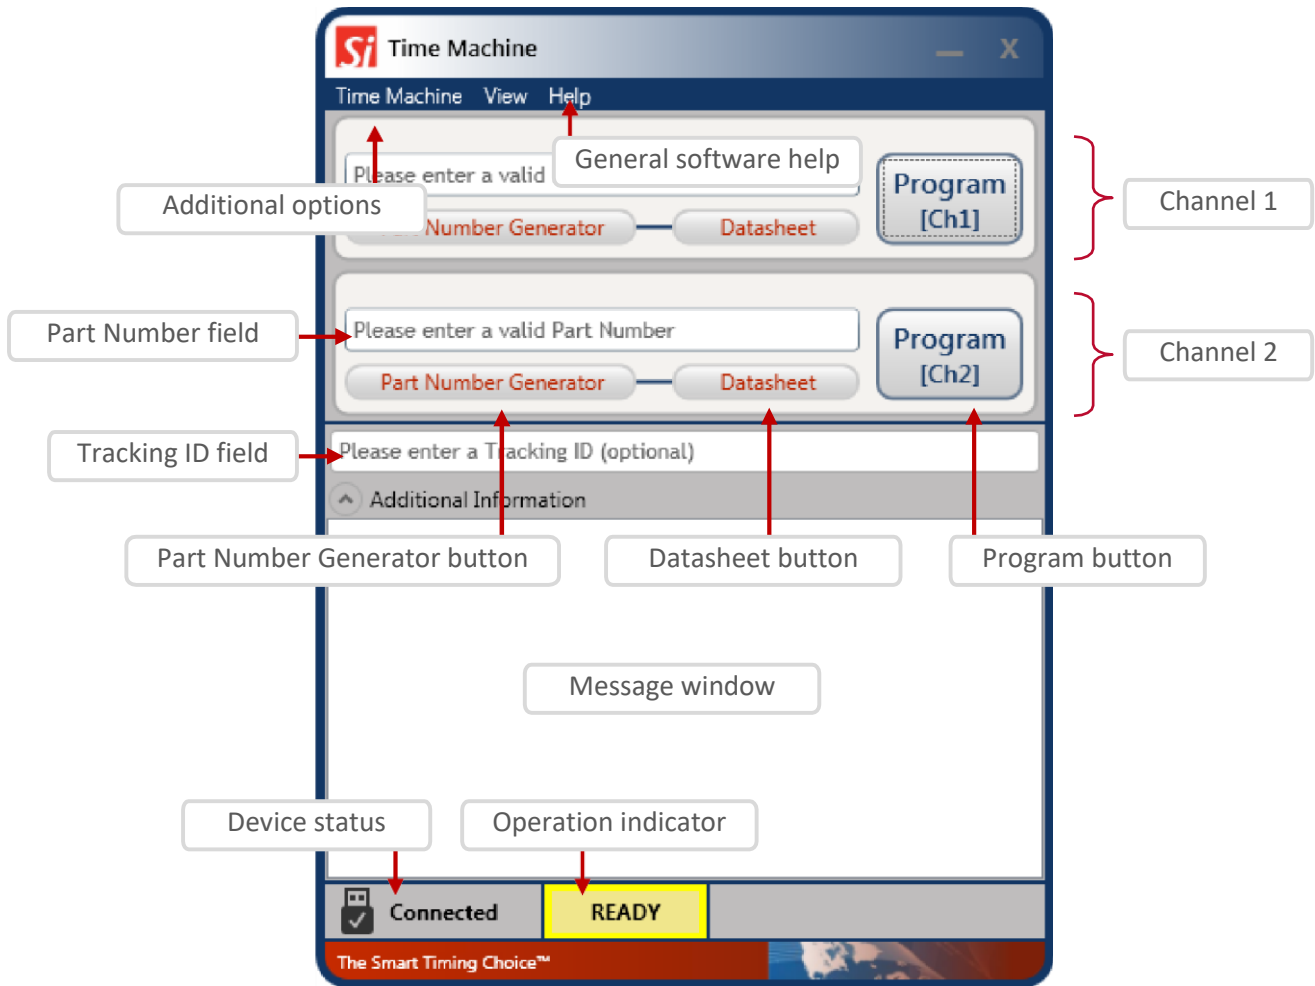 Si Time Machine
X
Time Machine View Help
General software help
Please enter a valid
Additional options
Program
[Ch1]
Channel 1
Number Generator
Datasheet
Part Number field
Please enter a valid Part Number
Program
[Ch2]
Channel 2
Part Number Generator
Datasheet
Tracking ID field
Please enter a Tracking ID (optional)
Additional Information
Part Number Generator button
Datasheet button
Program button
Message window
Device status
Operation indicator
Connected
READY
The Smart Timing Choice™